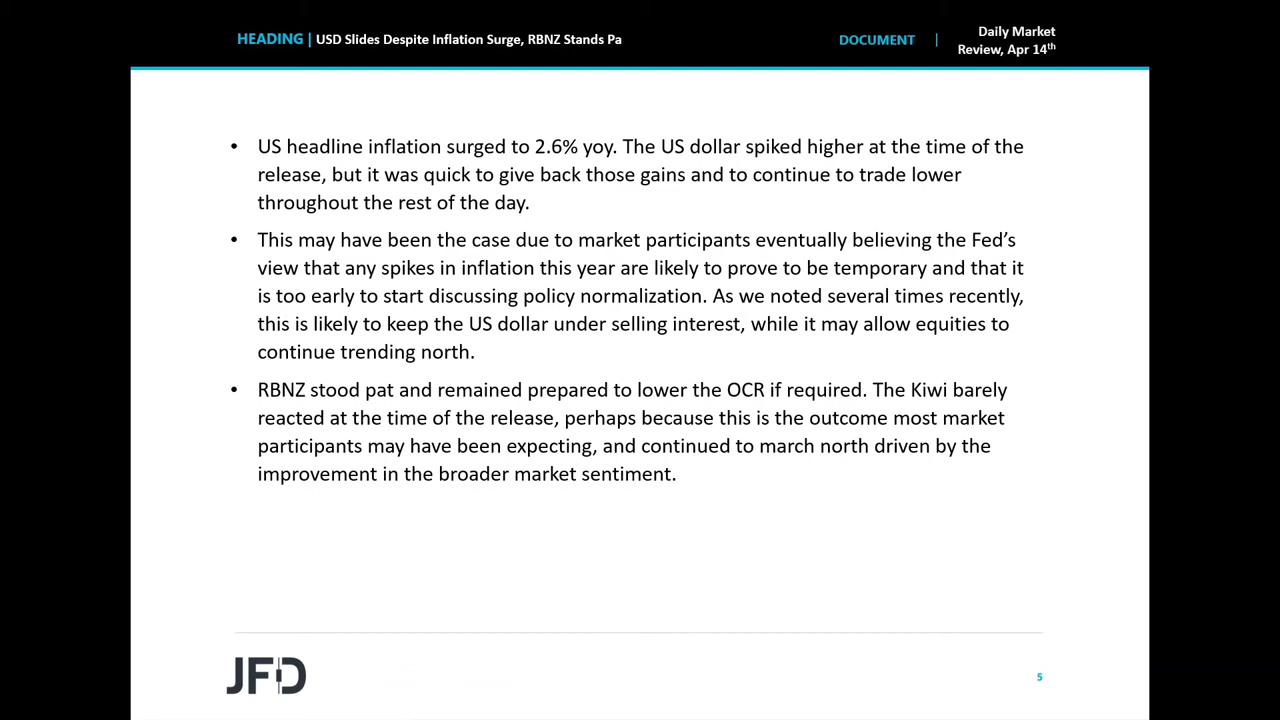 HEADING | USD Slides Despite Inflation Surge, RBNZ Stands Pa
DOCUMENT | Daily Market
Review, Apr 14th
• US headline inflation surged to 2.6% yoy. The US dollar spiked higher at the time of the
release, but it was quick to give back those gains and to continue to trade lower
throughout the rest of the day.
• This may have been the case due to market participants eventually believing the Fed’s
view that any spikes in inflation this year are likely to prove to be temporary and that it
is too early to start discussing policy normalization. As we noted several times recently,
this is likely to keep the US dollar under selling interest, while it may allow equities to
continue trending north.
• RBNZ stood pat and remained prepared to lower the OCR if required. The Kiwi barely
reacted at the time of the release, perhaps because this is the outcome most market
participants may have been expecting, and continued to march north driven by the
improvement in the broader market sentiment.
JFD
5